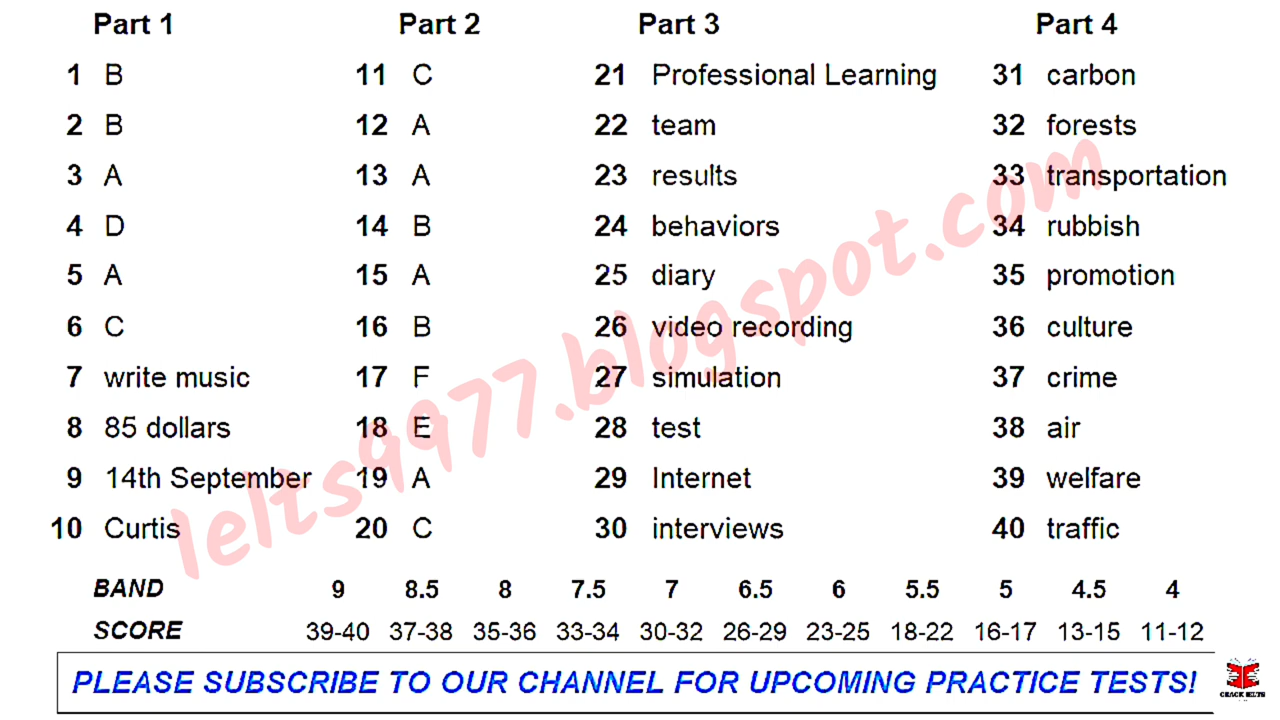 Part 1 Part 2 Part 3 Part 4
1 B 11 C 21 Professional Learning 31 carbon
2 B 12 A 22 team 32 forests
3 A 13 A 23 results 33 transportation
4 D 14 B 24 behaviors 34 rubbish
5 A 15 A 25 diary 35 promotion
6 C 16 B 26 video recording 36 culture
7 write music 17 F 27 simulation 37 crime
8 85 dollars 18 E 28 test 38 air
9 14th September 19 A 29 Internet 39 welfare
10 Curtis 20 C 30 interviews 40 traffic
Ielts9977.blogspot.com
BAND 9 8.5 8 7.5 7 6.5 6 5.5 5 4.5 4
SCORE 39-40 37-38 35-36 33-34 30-32 26-29 23-25 18-22 16-17 13-15 11-12
PLEASE SUBSCRIBE TO OUR CHANNEL FOR UPCOMING PRACTICE TESTS!
CRACK IELTS